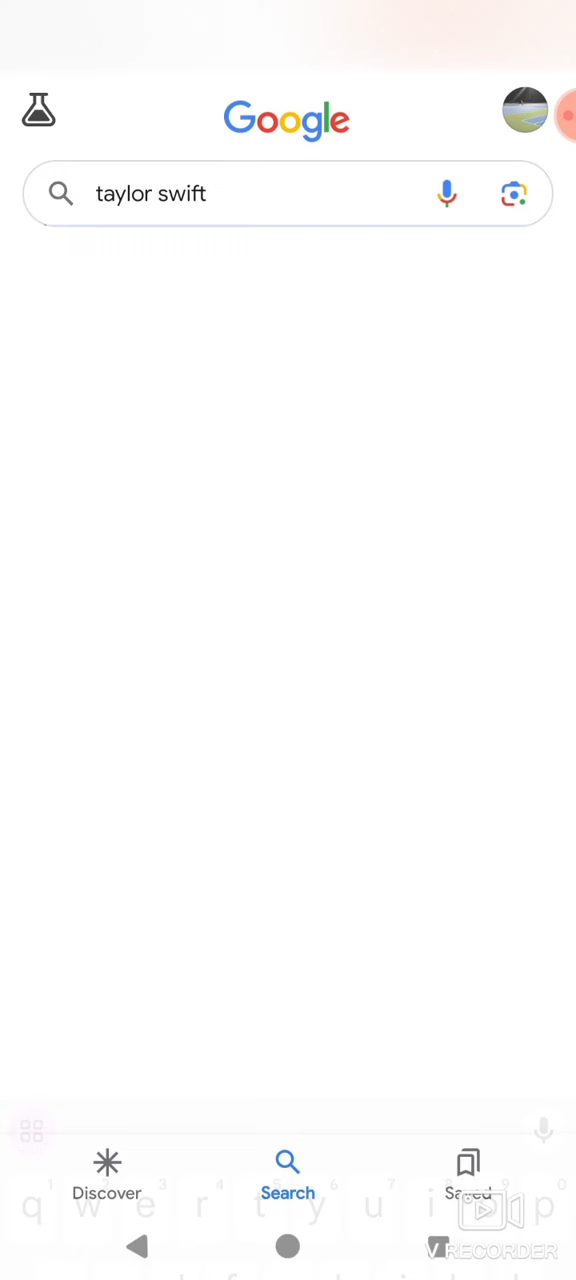 Google
taylor swift
Discover Search Saved
q w e r t y u i o p
V RECORDER